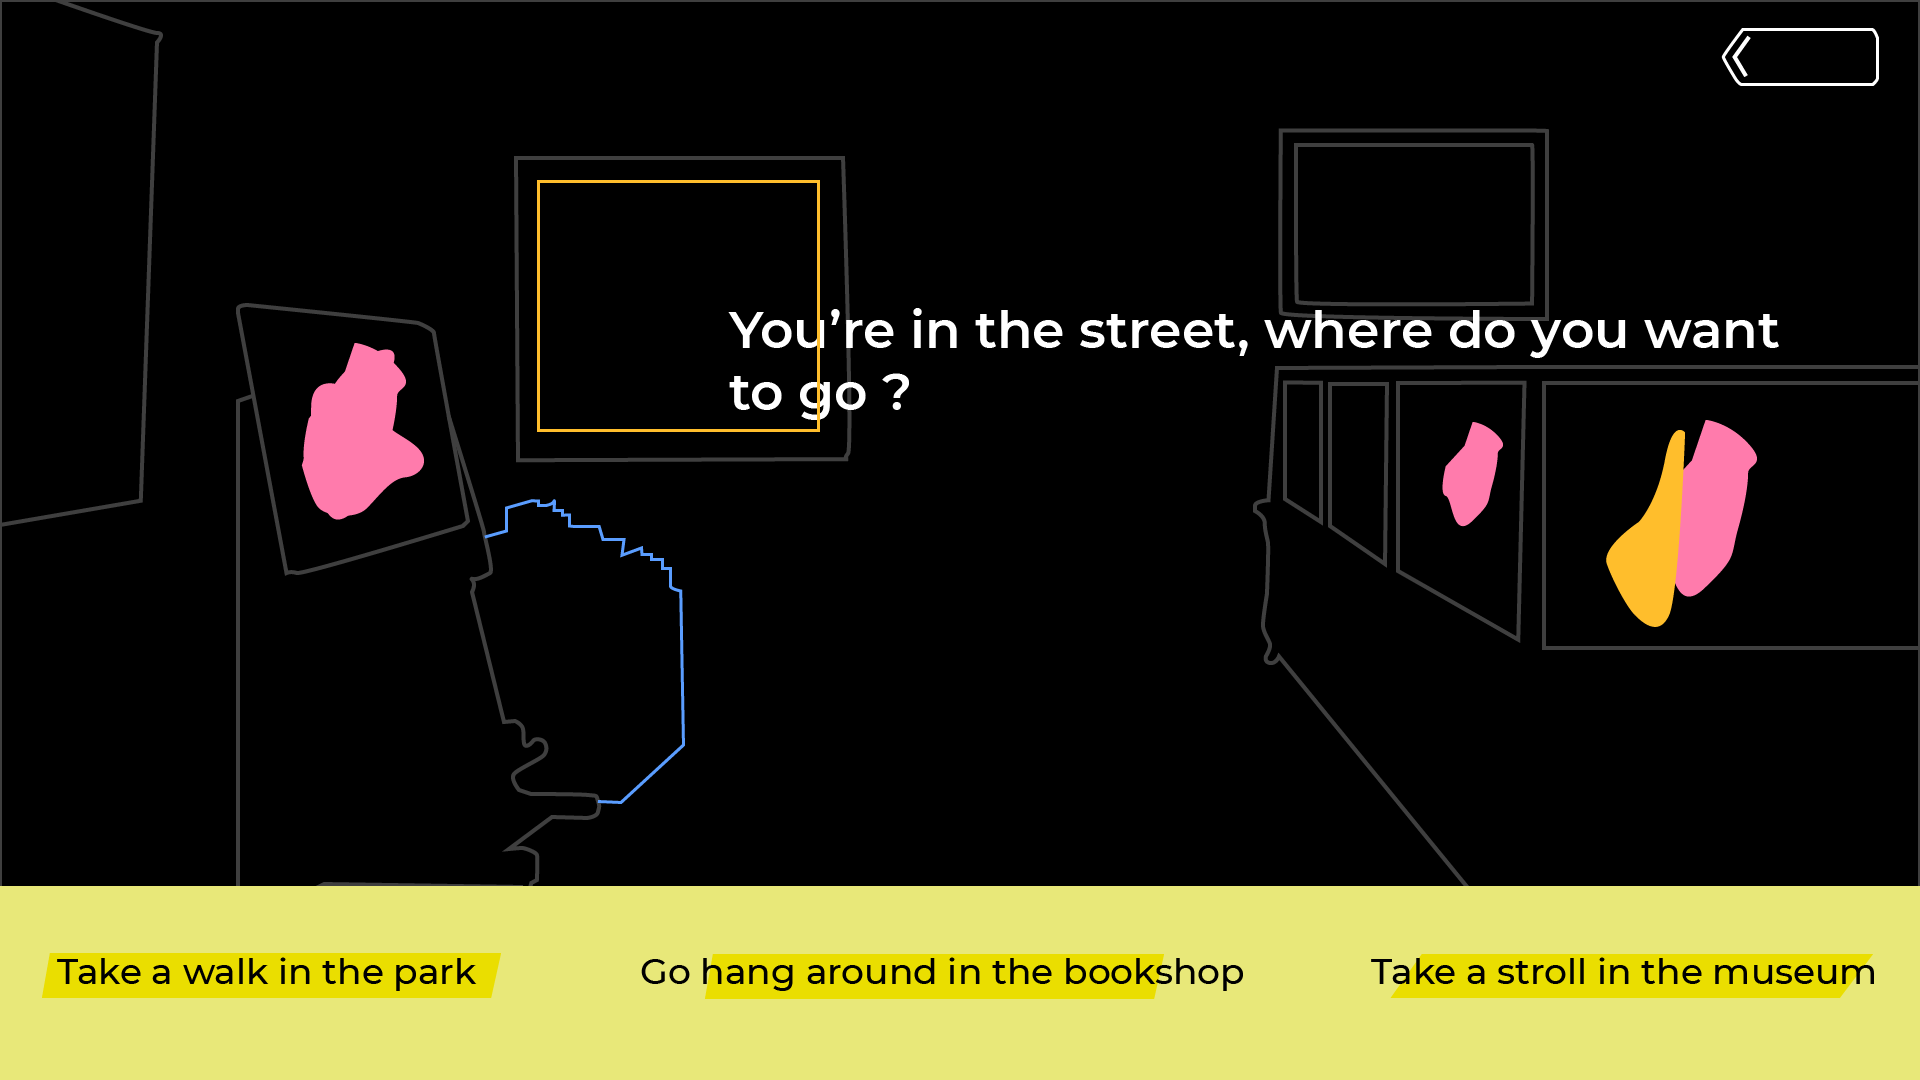 You’re in the street, where do you want
to go ?
Take a walk in the park
Go hang around in the bookshop
Take a stroll in the museum